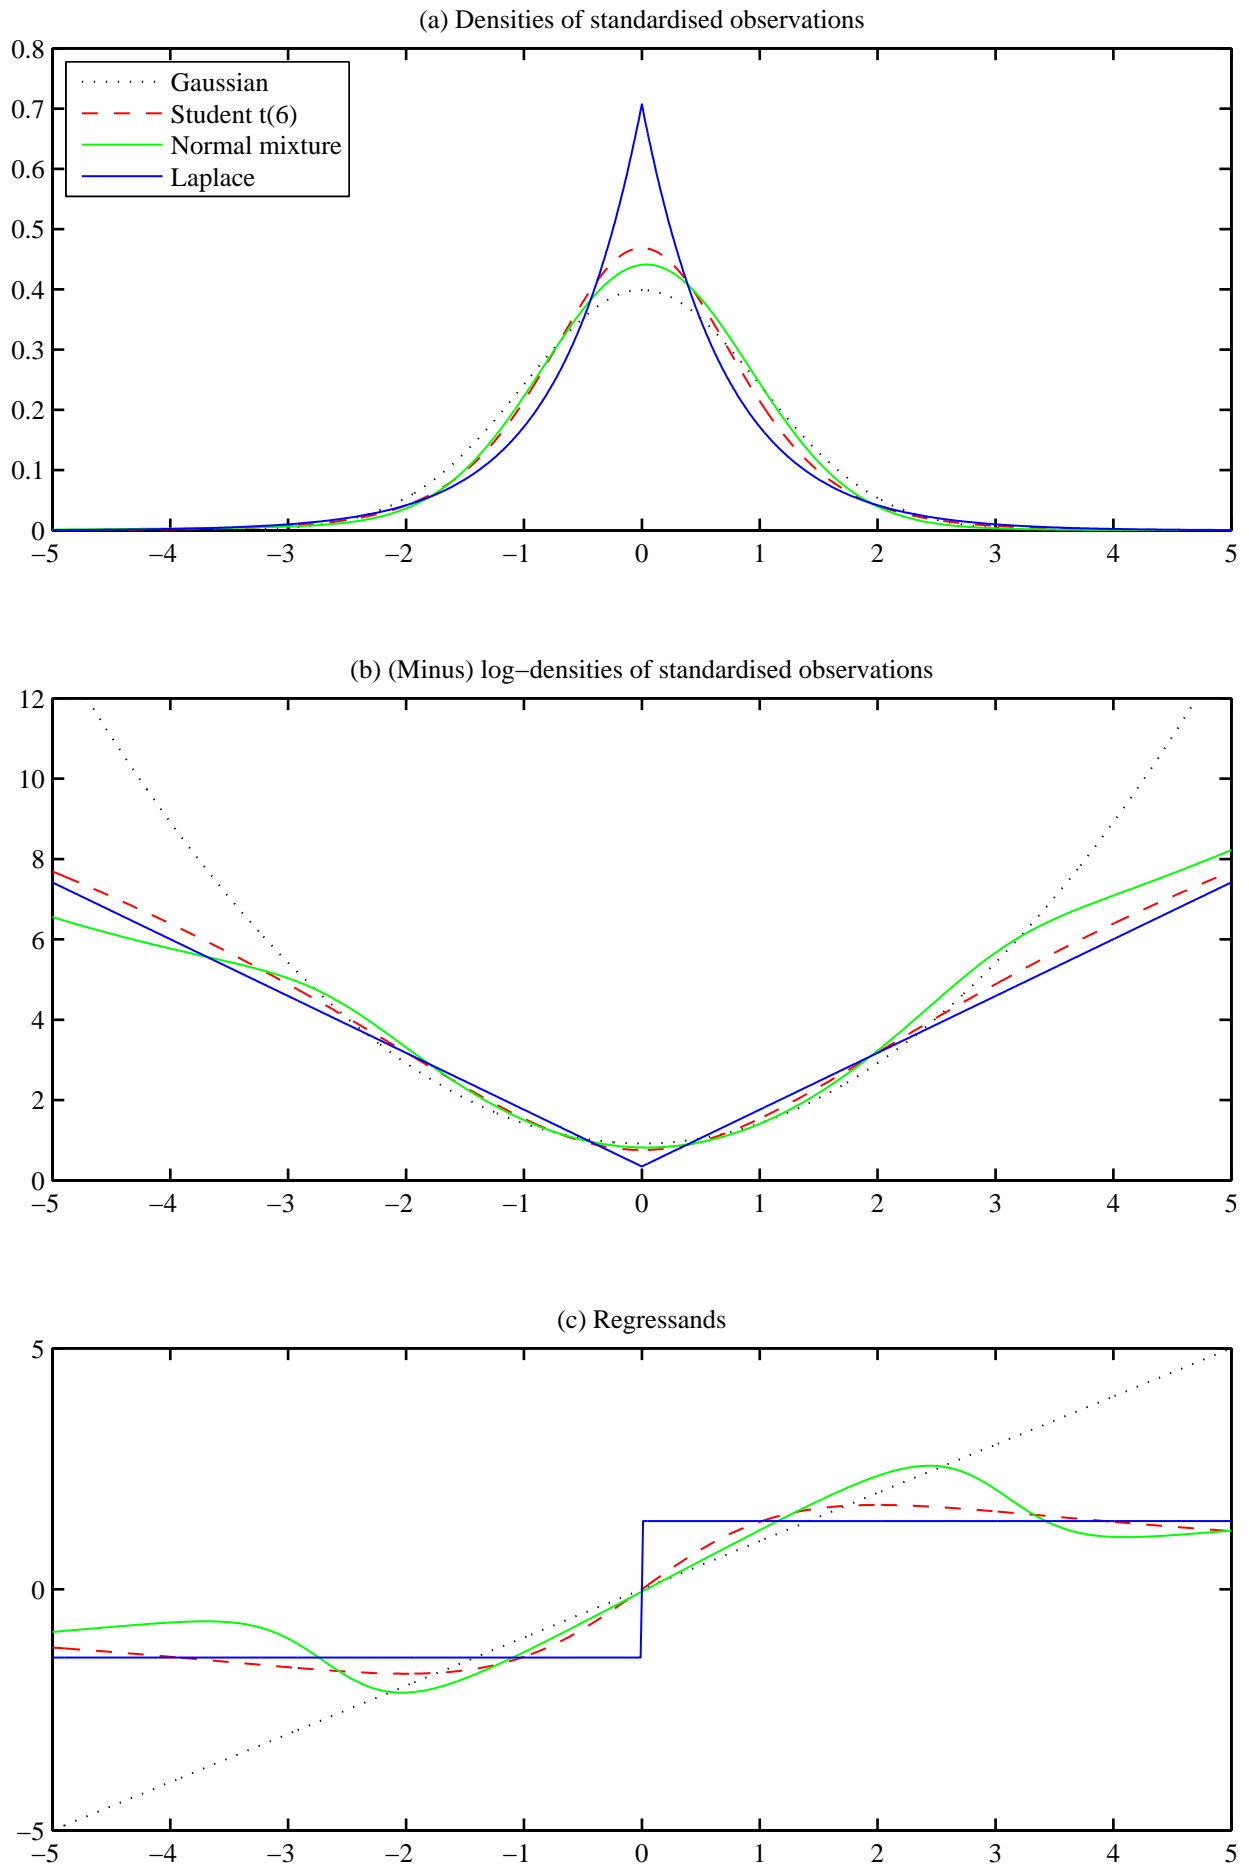 (a) Densities of standardised observations
0.8
0.7
0.6
0.5
0.4
0.3
0.2
0.1
0
Gaussian
Student t(6)
Normal mixture
Laplace
−5 −4 −3 −2 −1 0 1 2 3 4 5
(b) (Minus) log−densities of standardised observations
12
10
8
6
4
2
0
−5 −4 −3 −2 −1 0 1 2 3 4 5
(c) Regressands
5
0
−5
−5 −4 −3 −2 −1 0 1 2 3 4 5